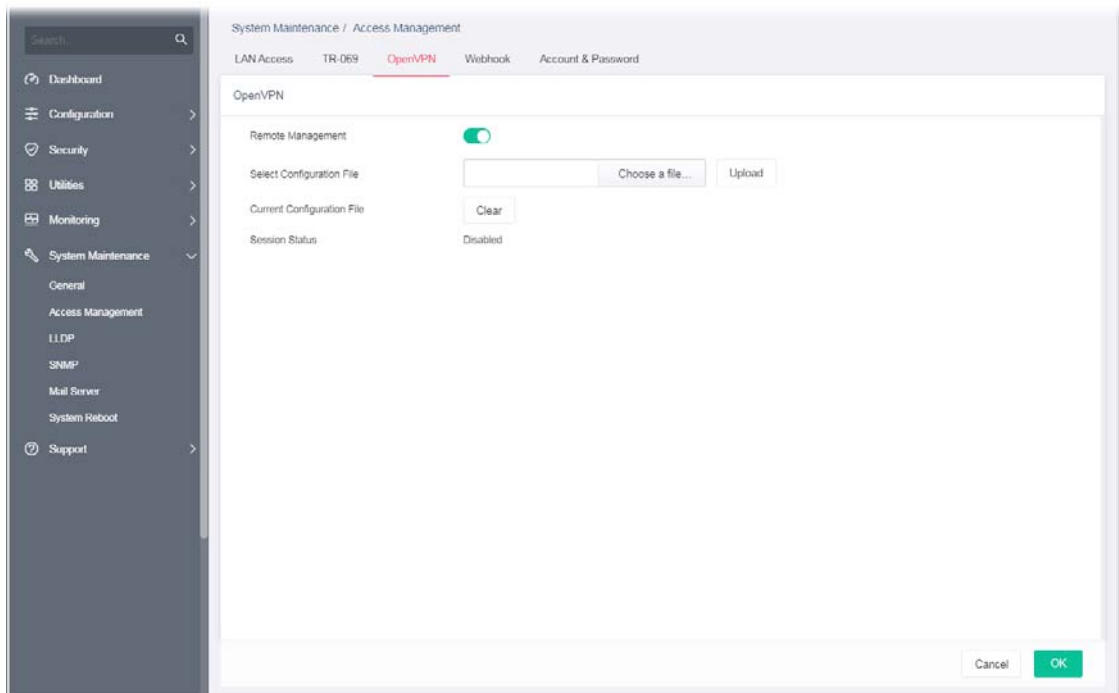 Search...
Dashboard
Configuration
Security
Utilities
Monitoring
System Maintenance
General
Access Management
LLDP
SNMP
Mail Server
System Reboot
Support
System Maintenance / Access Management
LAN Access TR-069 OpenVPN Webhook Account & Password
OpenVPN
Remote Management
Select Configuration File Choose a file... Upload
Current Configuration File Clear
Session Status Disabled
Cancel OK